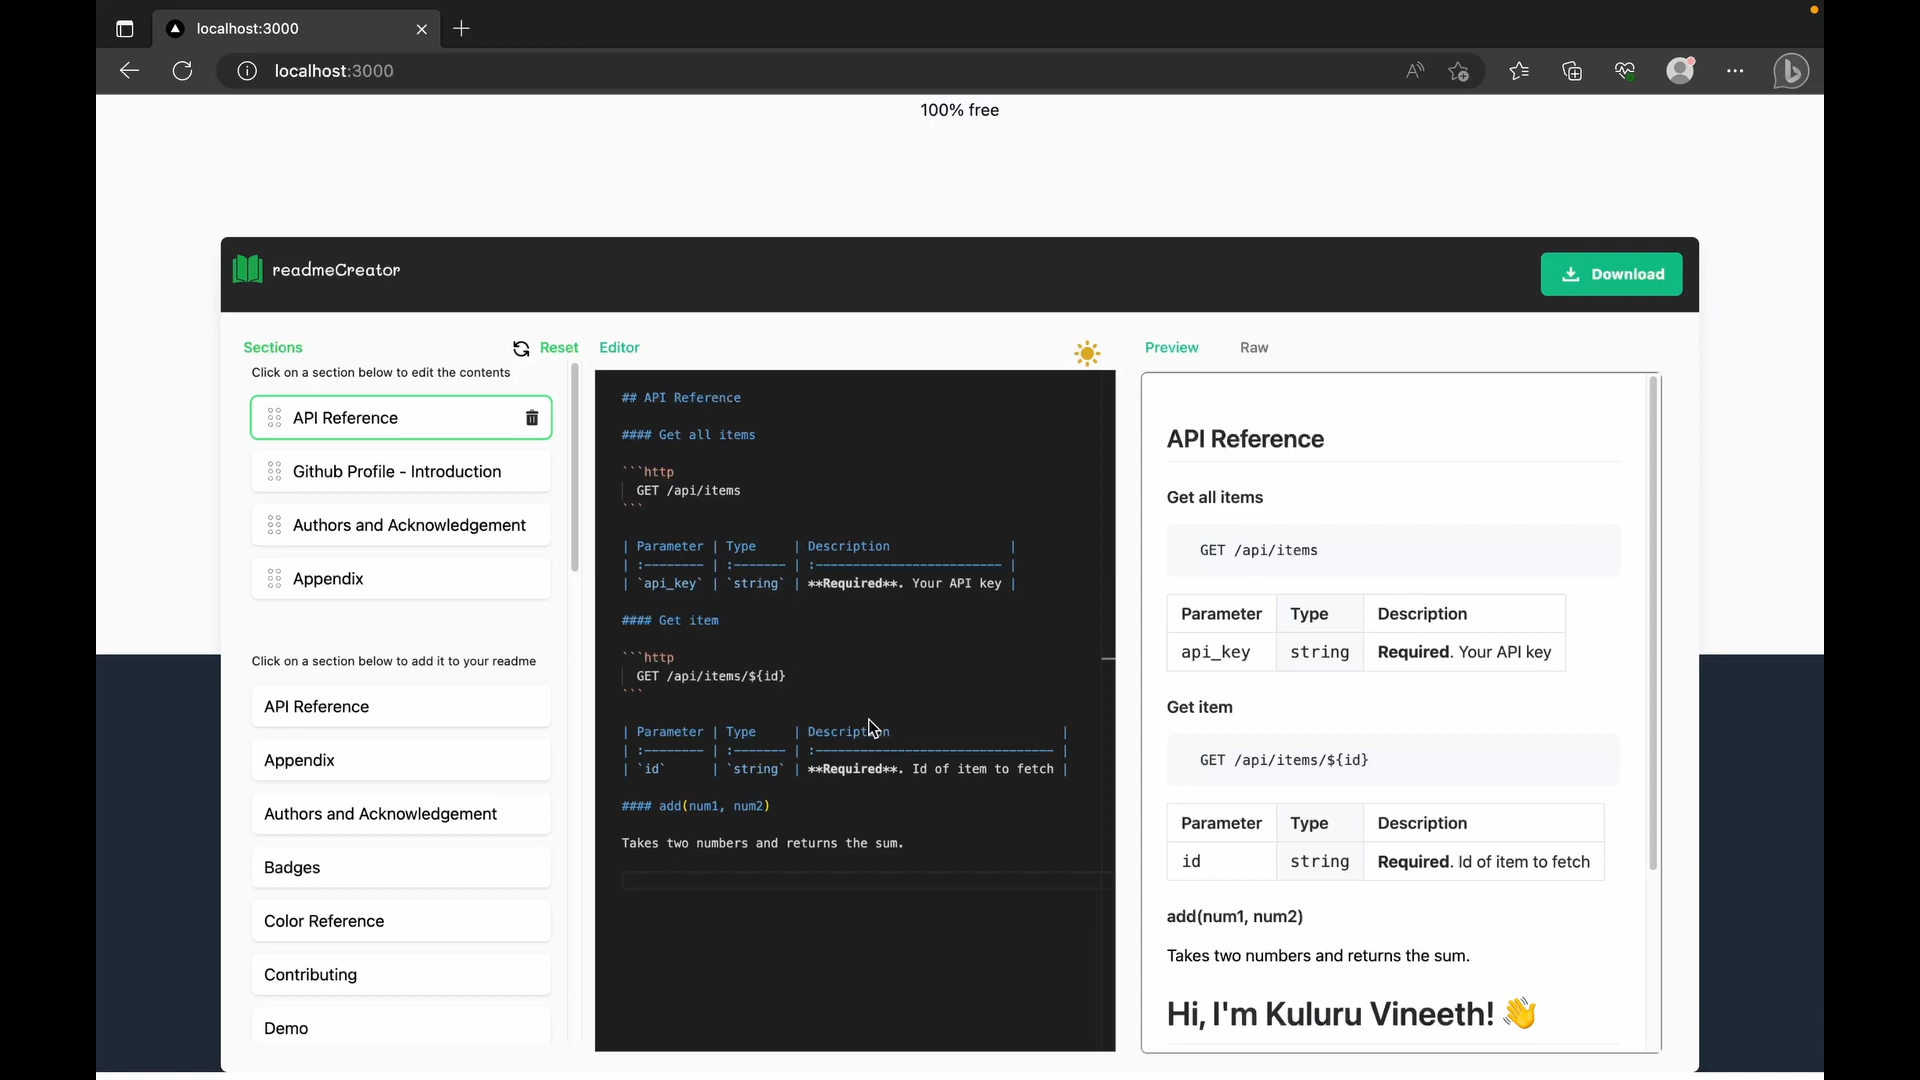 localhost:3000
localhost:3000
100% free
readmeCreator
Download
Sections
Reset
Click on a section below to edit the contents
API Reference
Github Profile - Introduction
Authors and Acknowledgement
Appendix
Click on a section below to add it to your readme
API Reference
Appendix
Authors and Acknowledgement
Badges
Color Reference
Contributing
Demo
Editor
## API Reference
#### Get all items
```http
GET /api/items
```
| Parameter | Type     | Description                |
| :-------- | :------- | :------------------------- |
| `api_key` | `string` | **Required**. Your API key |
#### Get item
```http
GET /api/items/${id}
```
| Parameter | Type     | Description                       |
| :-------- | :------- | :-------------------------------- |
| `id`      | `string` | **Required**. Id of item to fetch |
#### add(num1, num2)
Takes two numbers and returns the sum.
Preview Raw
API Reference
Get all items
GET /api/items
Parameter Type Description
api_key string Required. Your API key
Get item
GET /api/items/${id}
Parameter Type Description
id string Required. Id of item to fetch
add(num1, num2)
Takes two numbers and returns the sum.
Hi, I'm Kuluru Vineeth! 👋